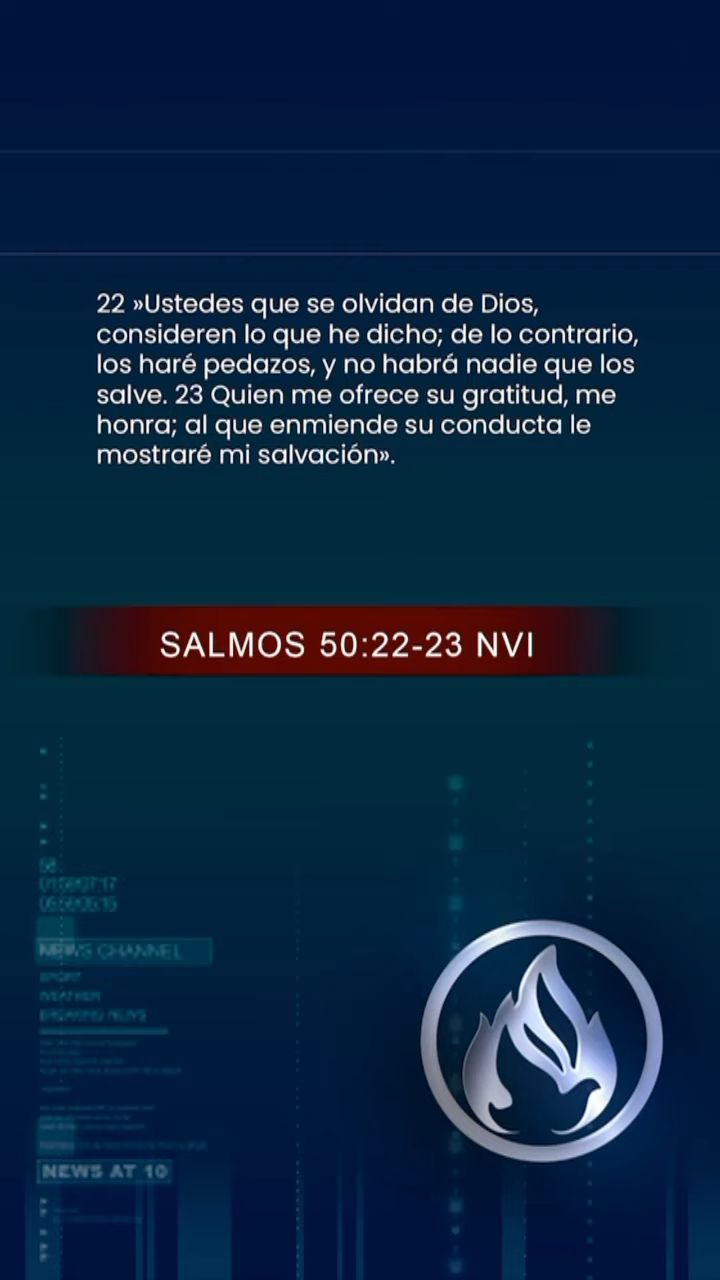 22 »Ustedes que se olvidan de Dios,
consideren lo que he dicho; de lo contrario,
los haré pedazos, y no habrá nadie que los
salve. 23 Quien me ofrece su gratitud, me
honra; al que enmiende su conducta le
mostraré mi salvación».
SALMOS 50:22-23 NVI
NEWS CHANNEL
SPORT
WEATHER
BREAKING NEWS
NEWS AT 10